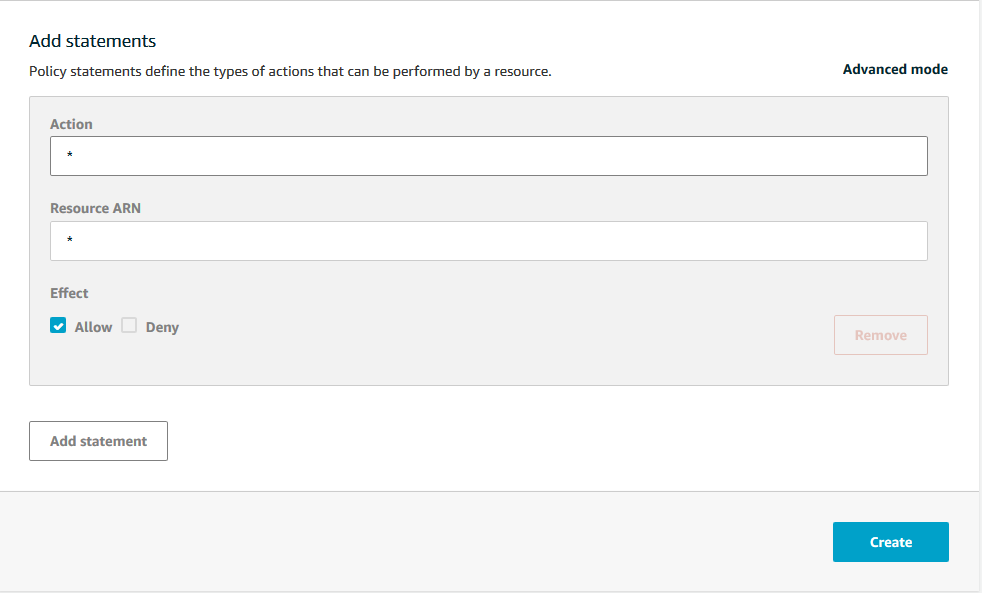 Add statements
Policy statements define the types of actions that can be performed by a resource.
Advanced mode
Action
*
Resource ARN
*
Effect
Allow
Deny
Remove
Add statement
Create